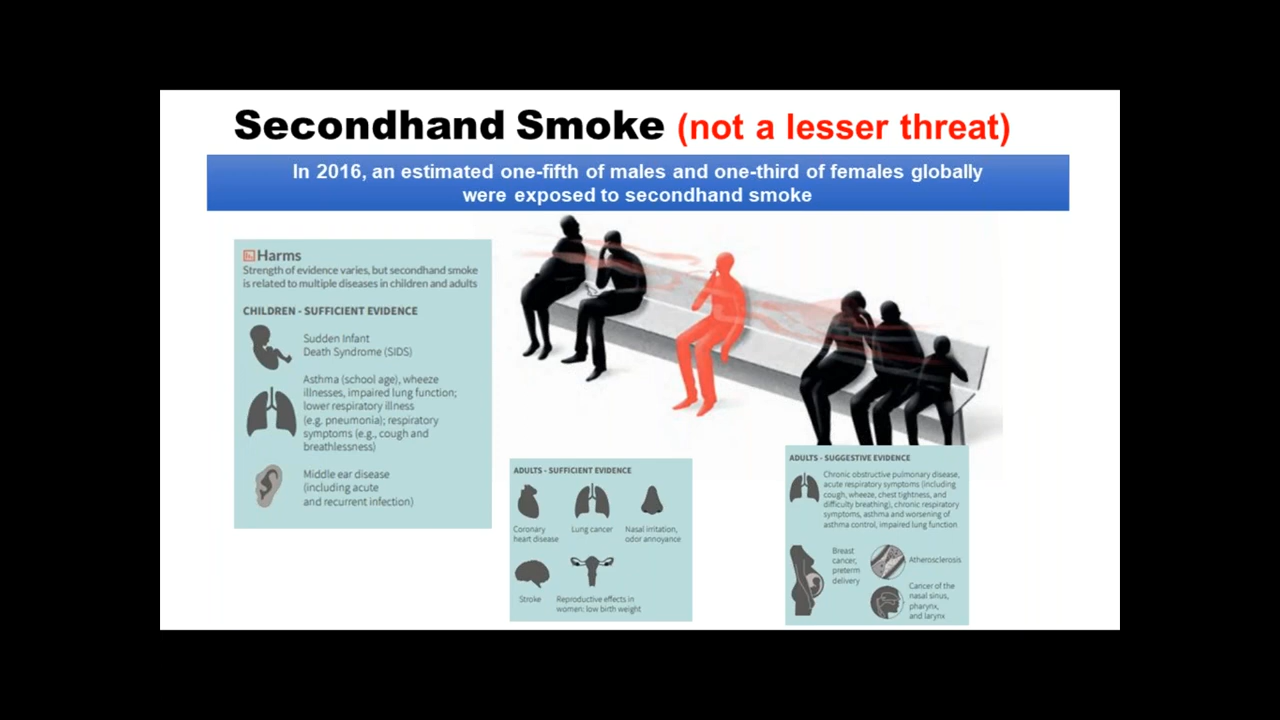 Secondhand Smoke (not a lesser threat)
In 2016, an estimated one-fifth of males and one-third of females globally
were exposed to secondhand smoke
Harms
Strength of evidence varies, but secondhand smoke
is related to multiple diseases in children and adults
CHILDREN - SUFFICIENT EVIDENCE
Sudden Infant
Death Syndrome (SIDS)
Asthma (school age), wheeze
illnesses, impaired lung function;
lower respiratory illness
(e.g. pneumonia); respiratory
symptoms (e.g., cough and
breathlessness)
Middle ear disease
(including acute
and recurrent infection)
ADULTS - SUFFICIENT EVIDENCE
Coronary
heart disease
Lung cancer
Nasal irritation,
odor annoyance
Stroke
Reproductive effects in
women: low birth weight
ADULTS - SUGGESTIVE EVIDENCE
Chronic obstructive pulmonary disease,
acute respiratory symptoms (including
cough, wheeze, chest tightness, and
difficulty breathing), chronic respiratory
symptoms, asthma and worsening of
asthma control, impaired lung function
Breast
cancer,
preterm
delivery
Atherosclerosis
Cancer of the
nasal sinus,
pharynx,
and larynx